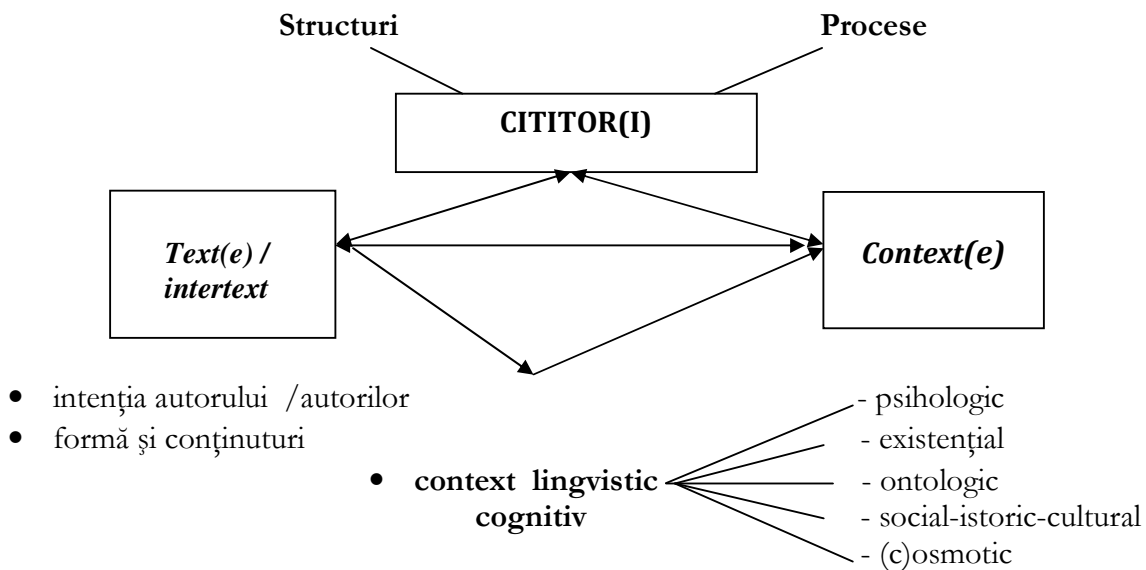 Structuri
Procese
CITITOR(I)
Text(e) /
intertext
Context(e)
• intenţia autorului /autorilor
• formă şi conţinuturi
• context lingvistic
cognitiv
- psihologic
- existenţial
- ontologic
- social-istoric-cultural
- (c)osmotic